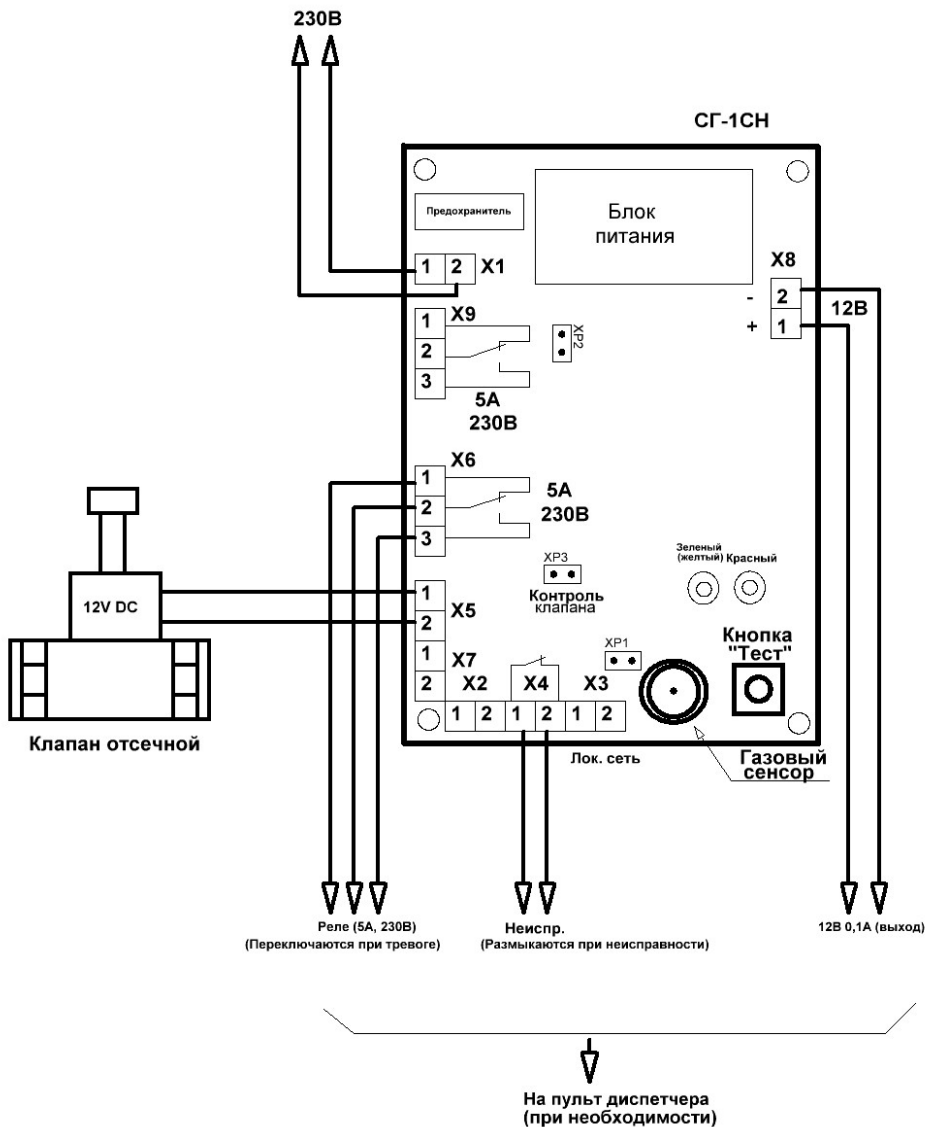 230В
СГ-1СН
Предохранитель
Блок
питания
1 2 X1
X8
- 2 12В
+ 1
X9
1
2
3
XP2
5А
230В
X6
1
2
3
5А
230В
XP3
Контроль
клапана
Зеленый
(желтый)
Красный
12V DC
1
2
X5
1
2
X7
X2
X4
XP1
X3
1 2 1 2 1 2
Кнопка
"Тест"
Клапан отсечной
Лок. сеть
Газовый
сенсор
Реле (5А, 230В)
(Переключаются при тревоге)
Неиспр.
(Размыкаются при неисправности)
12В 0,1А (выход)
На пульт диспетчера
(при необходимости)